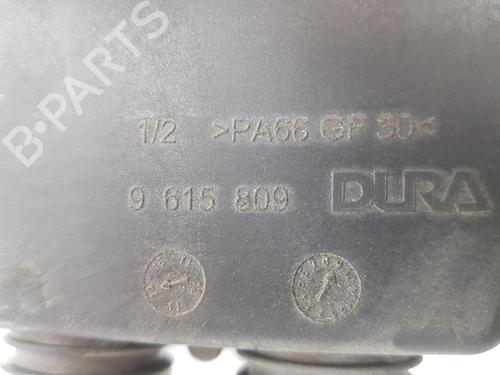 B-PARTS
1/2 >PA66 GF 30<
9 615 809 DURA